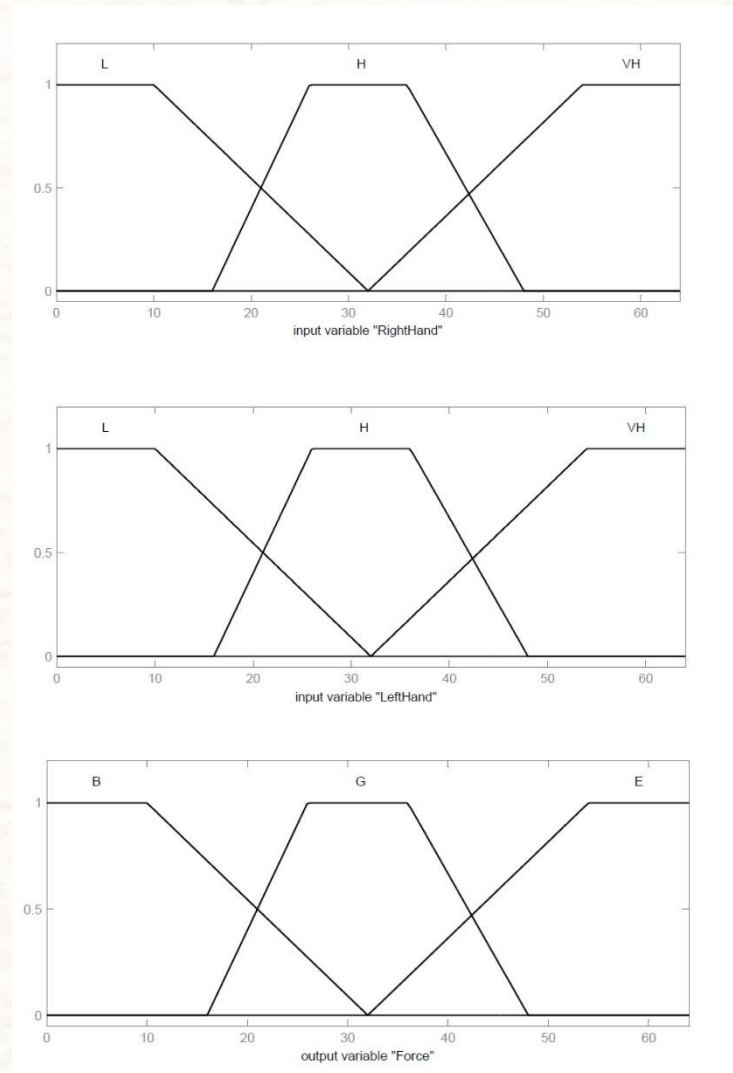 L H VH
1
0.5
0
0 10 20 30 40 50 60
input variable "RightHand"
L H VH
1
0.5
0
0 10 20 30 40 50 60
input variable "LeftHand"
B G E
1
0.5
0
0 10 20 30 40 50 60
output variable "Force"